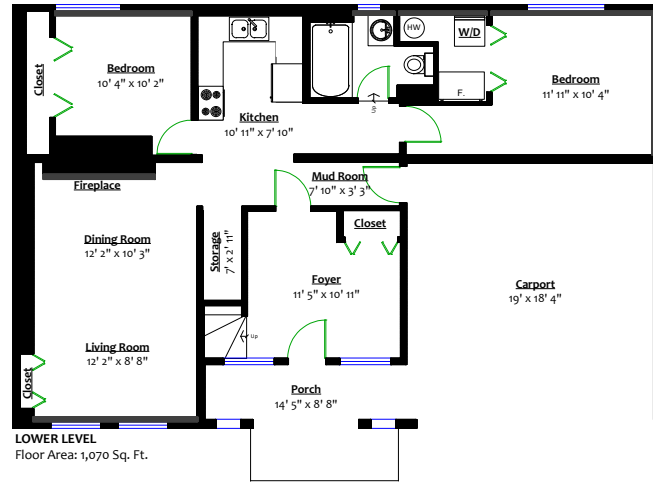 HW
W/D
Closet
Bedroom
10' 4" x 10' 2"
Bedroom
11' 11" x 10' 4"
F.
Up
Kitchen
10' 11" x 7' 10"
Mud Room
7' 10" x 3' 3"
Fireplace
Closet
Dining Room
12' 2" x 10' 3"
Storage
7' x 2' 11"
Foyer
11' 5" x 10' 11"
Carport
19' x 18' 4"
Up
Living Room
12' 2" x 8' 8"
Closet
Porch
14' 5" x 8' 8"
LOWER LEVEL
Floor Area: 1,070 Sq. Ft.